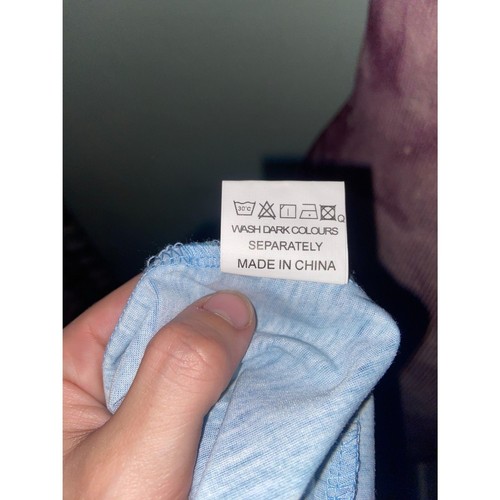 30°C
WASH DARK COLOURS
SEPARATELY
MADE IN CHINA